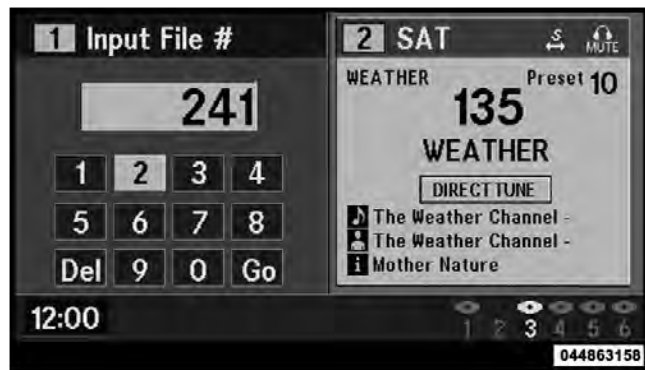 1 Input File #
241
1 2 3 4
5 6 7 8
Del 9 0 Go
2 SAT S MUTE
WEATHER Preset 10
135
WEATHER
DIRECT TUNE
The Weather Channel -
The Weather Channel -
i Mother Nature
12:00
1 2 3 4 5 6
044863158